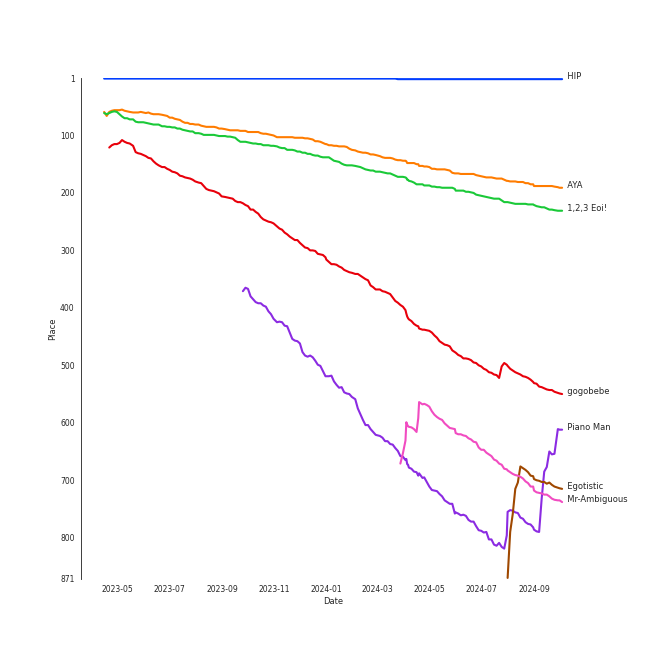 1
100
200
300
400
500
600
700
800
871
Place
2023-05 2023-07 2023-09 2023-11 2024-01 2024-03 2024-05 2024-07 2024-09
Date
HIP
AYA
1,2,3 Eoi!
gogobebe
Piano Man
Egotistic
Mr-Ambiguous